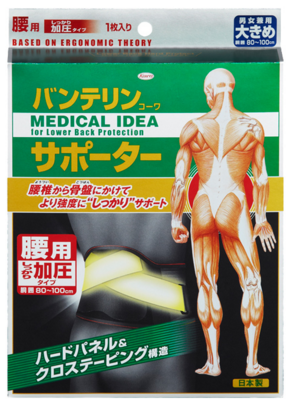 腰用
しっかり
加圧タイプ
1枚入り
男女兼用
大きめ
胴囲 80～100cm
BASED ON ERGONOMIC THEORY
Kowa
バンテリンコーワ
MEDICAL IDEA
for Lower Back Protection
サポーター
腰椎から骨盤にかけて
より強度に“しっかり”サポート
腰用
しっかり
加圧
タイプ
胴囲 80～100cm
ハードパネル&
クロステーピング構造
日本製